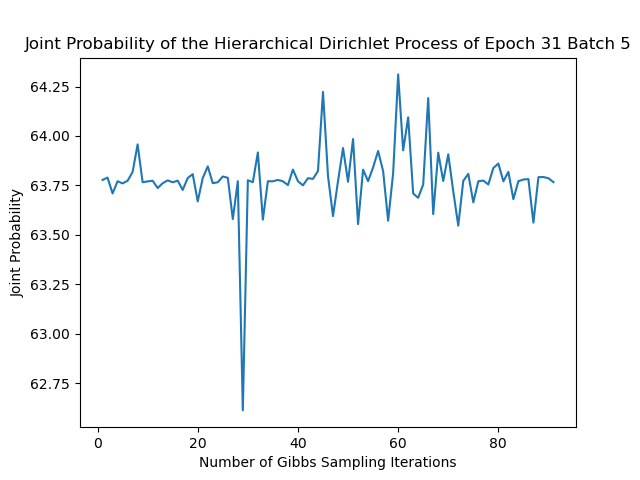 Joint Probability of the Hierarchical Dirichlet Process of Epoch 31 Batch 5
64.25
64.00
63.75
63.50
63.25
63.00
62.75
Joint Probability
0 20 40 60 80
Number of Gibbs Sampling Iterations